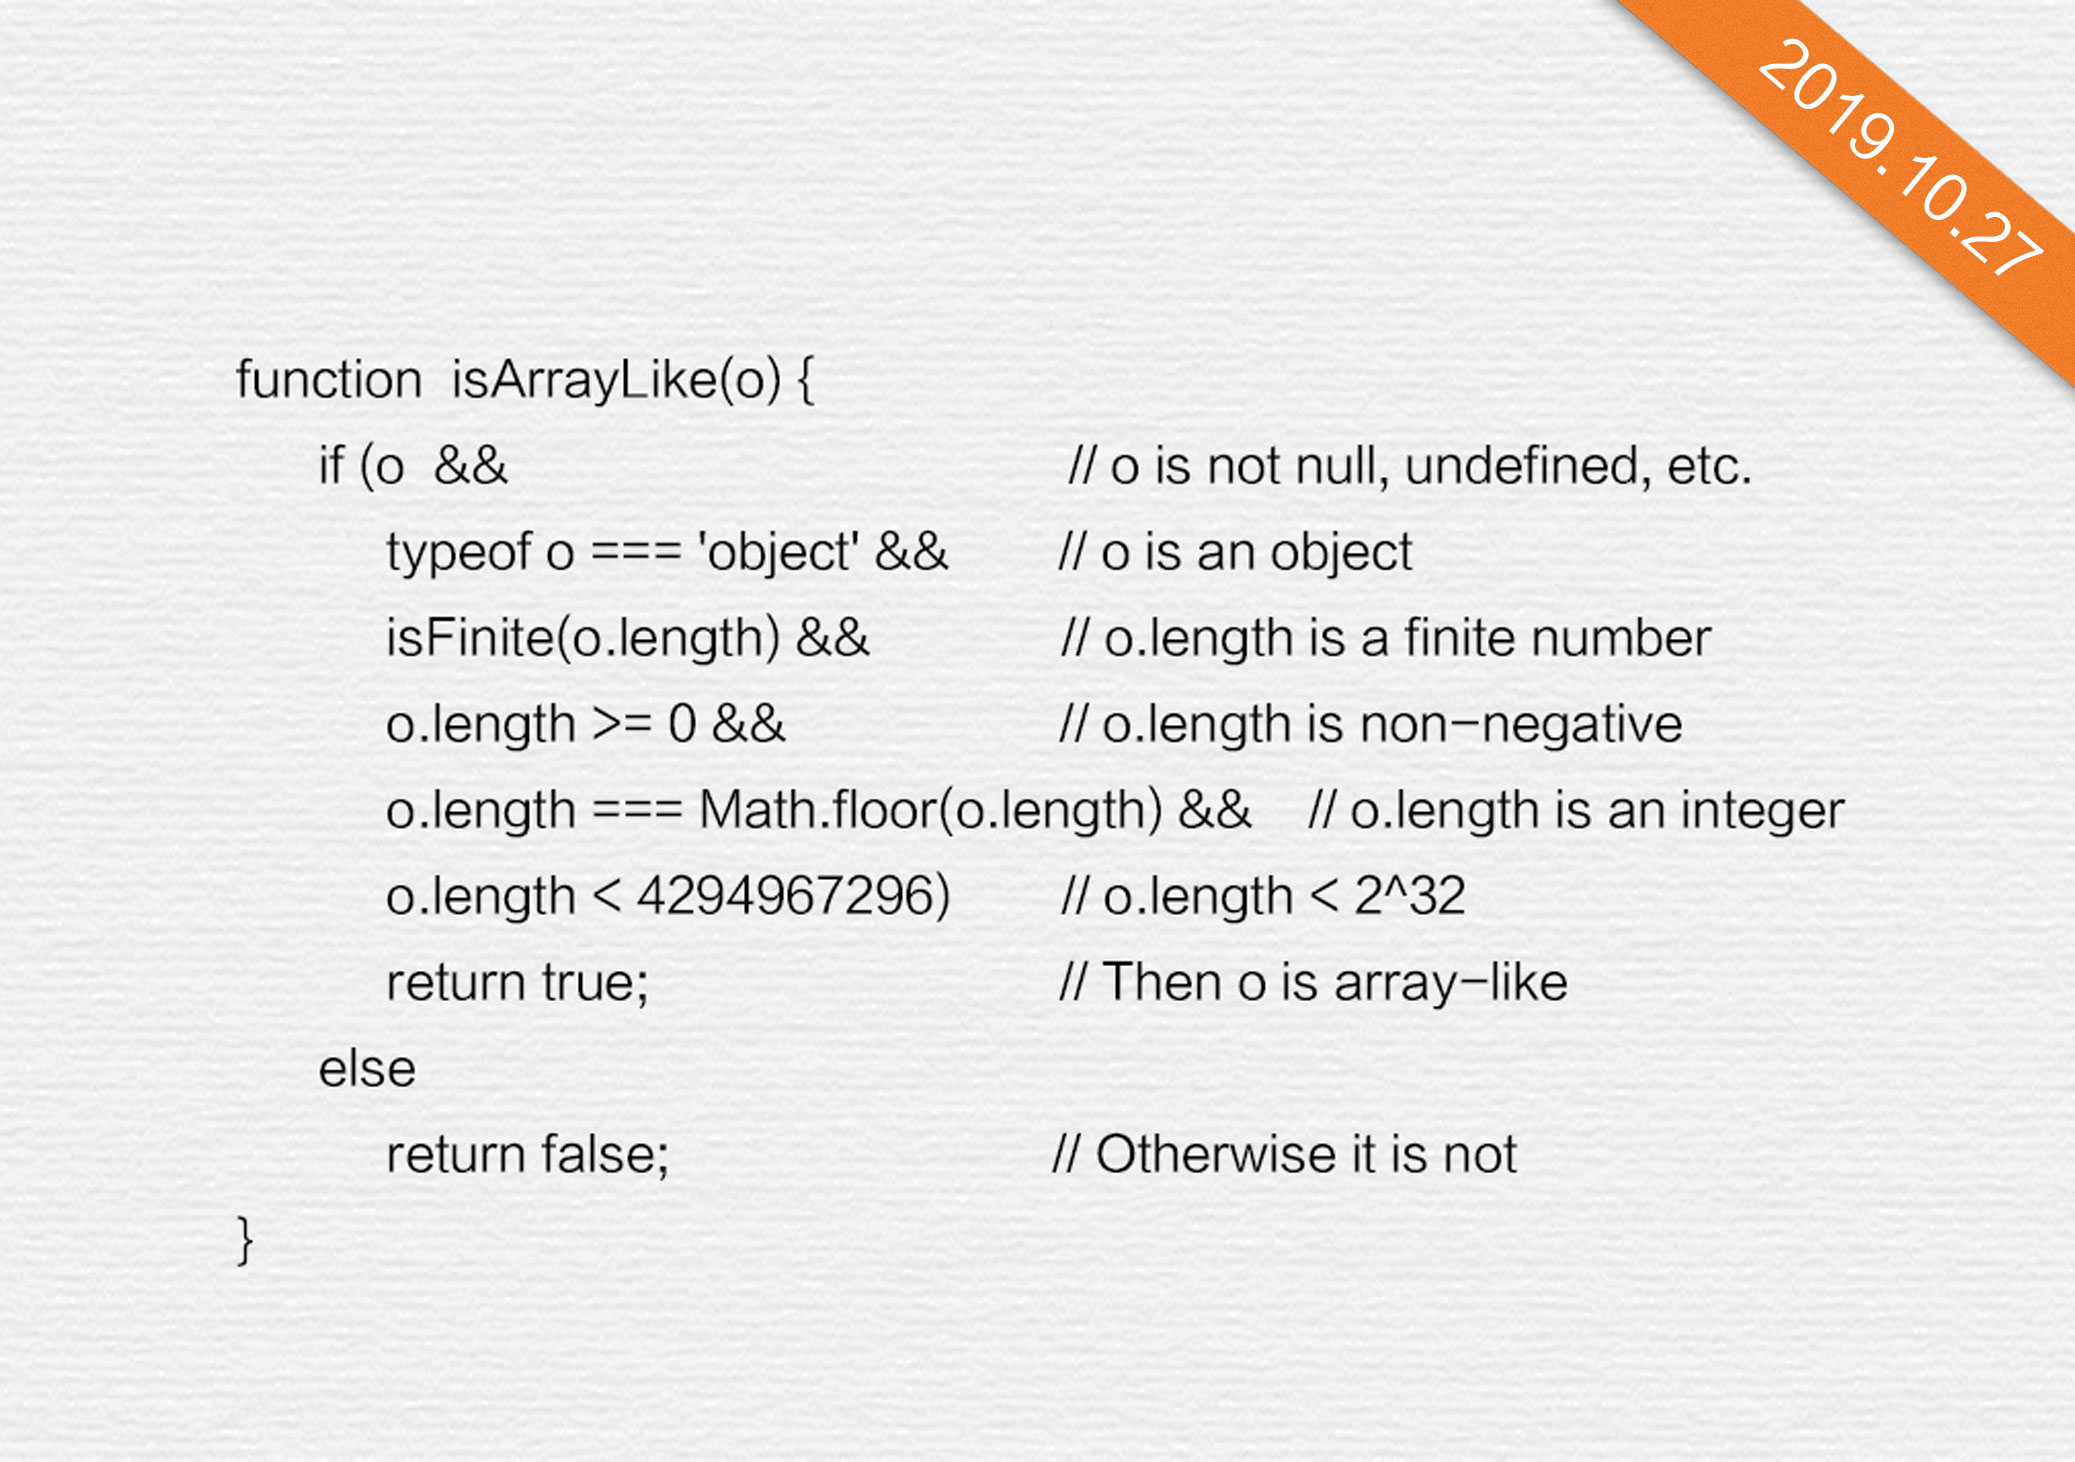 2019.10.27
function isArrayLike(o) {
if (o && // o is not null, undefined, etc.
typeof o === 'object' && // o is an object
isFinite(o.length) && // o.length is a finite number
o.length >= 0 && // o.length is non-negative
o.length === Math.floor(o.length) && // o.length is an integer
o.length < 4294967296) // o.length < 2^32
return true; // Then o is array-like
else
return false; // Otherwise it is not
}